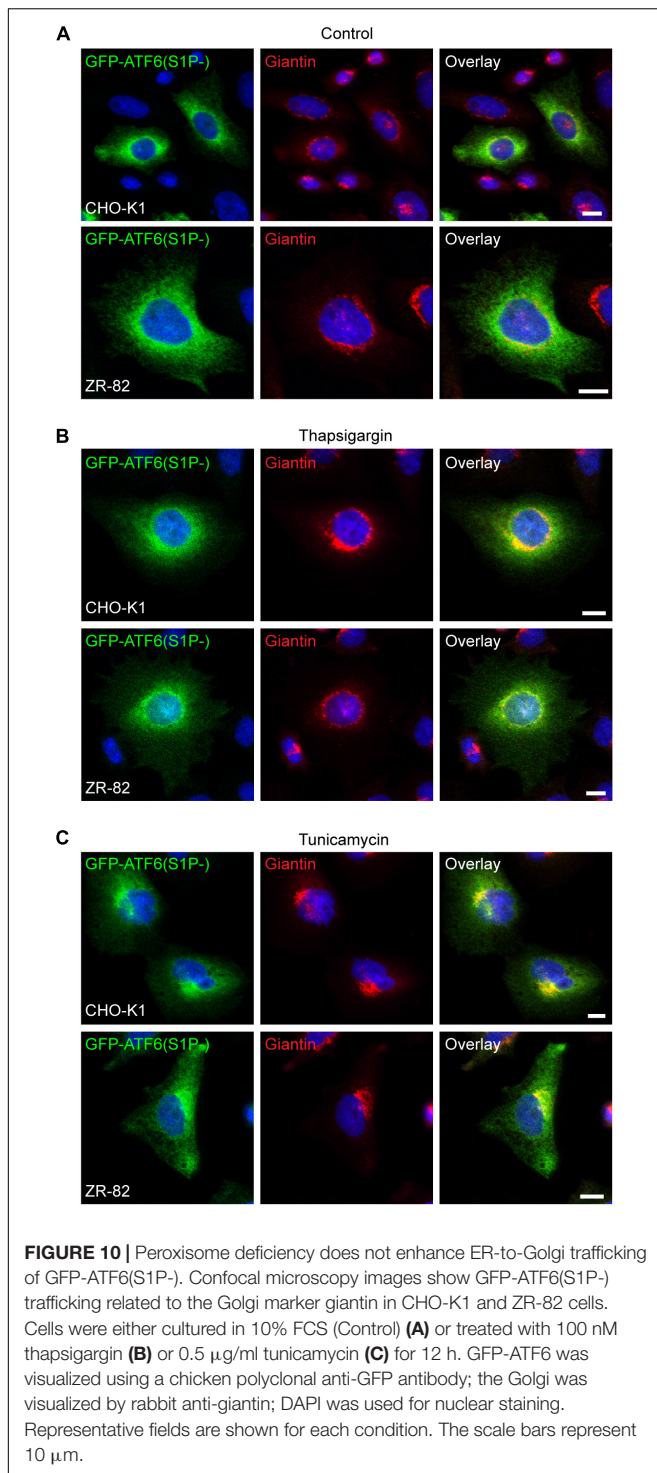 A
Control
GFP-ATF6(S1P-) Giantin Overlay
CHO-K1
GFP-ATF6(S1P-) Giantin Overlay
ZR-82
B
Thapsigargin
GFP-ATF6(S1P-) Giantin Overlay
CHO-K1
GFP-ATF6(S1P-) Giantin Overlay
ZR-82
C
Tunicamycin
GFP-ATF6(S1P-) Giantin Overlay
CHO-K1
GFP-ATF6(S1P-) Giantin Overlay
ZR-82
FIGURE 10 | Peroxisome deficiency does not enhance ER-to-Golgi trafficking
of GFP-ATF6(S1P-). Confocal microscopy images show GFP-ATF6(S1P-)
trafficking related to the Golgi marker giantin in CHO-K1 and ZR-82 cells.
Cells were either cultured in 10% FCS (Control) (A) or treated with 100 nM
thapsigargin (B) or 0.5 μg/ml tunicamycin (C) for 12 h. GFP-ATF6 was
visualized using a chicken polyclonal anti-GFP antibody; the Golgi was
visualized by rabbit anti-giantin; DAPI was used for nuclear staining.
Representative fields are shown for each condition. The scale bars represent
10 μm.